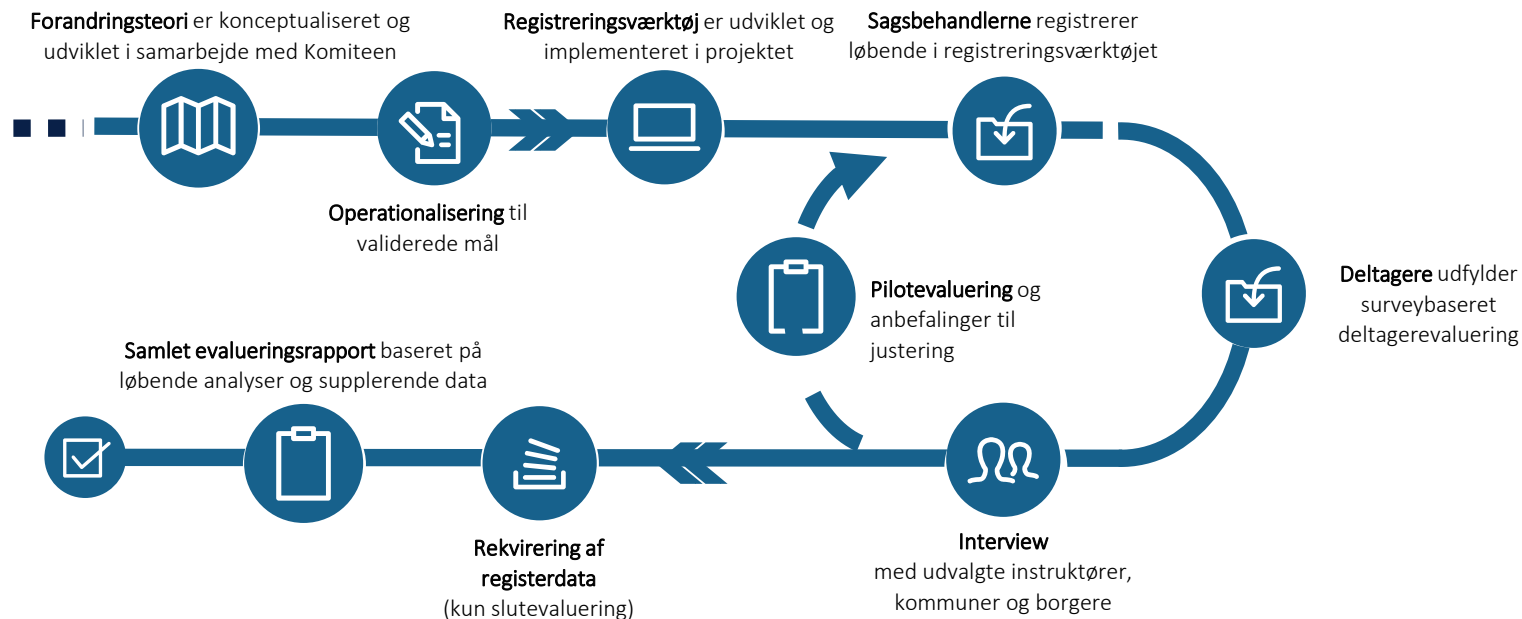 Forandringsteori er konceptualiseret og
udviklet i samarbejde med Komiteen
Registreringsværktøj er udviklet og
implementeret i projektet
Sagsbehandlerne registrerer
løbende i registreringsværktøjet
Operationalisering til
validerede mål
Pilotevaluering og
anbefalinger til
justering
Deltagere udfylder
surveybaseret
deltagerevaluering
Samlet evalueringsrapport baseret på
løbende analyser og supplerende data
Rekvirering af
registerdata
(kun slutevaluering)
Interview
med udvalgte instruktører,
kommuner og borgere